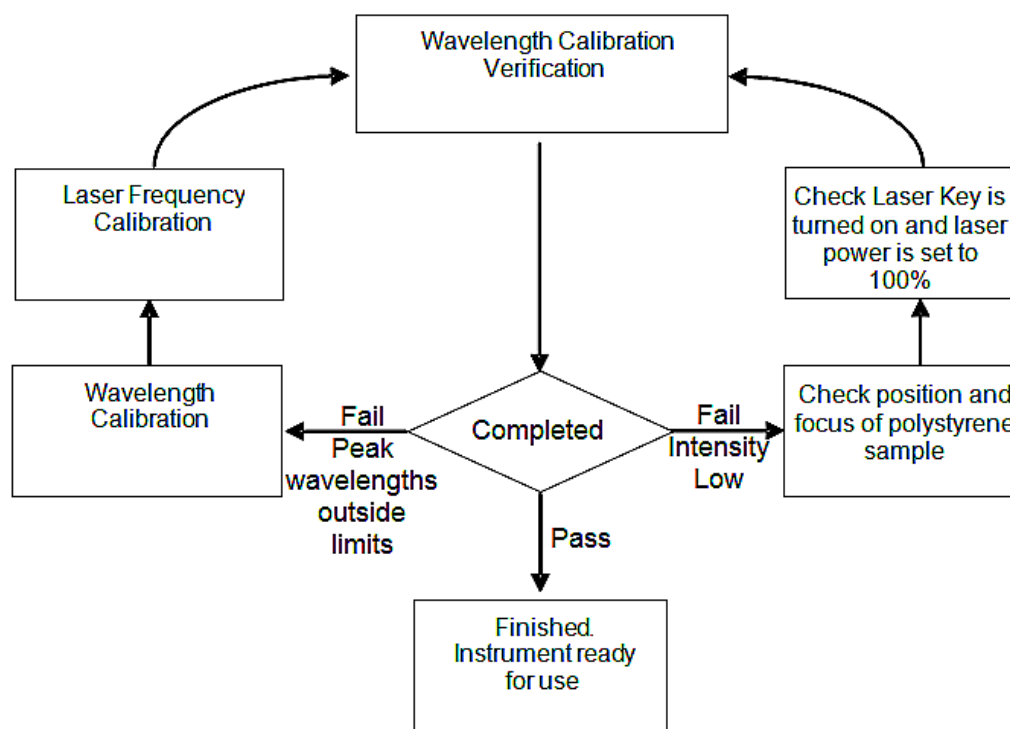 Wavelength Calibration
Verification
Laser Frequency
Calibration
Check Laser Key is
turned on and laser
power is set to
100%
Wavelength
Calibration
Fail
Peak
wavelengths
outside
limits
Completed
Fail
Intensity
Low
Check position and
focus of polystyrene
sample
Pass
Finished.
Instrument ready
for use